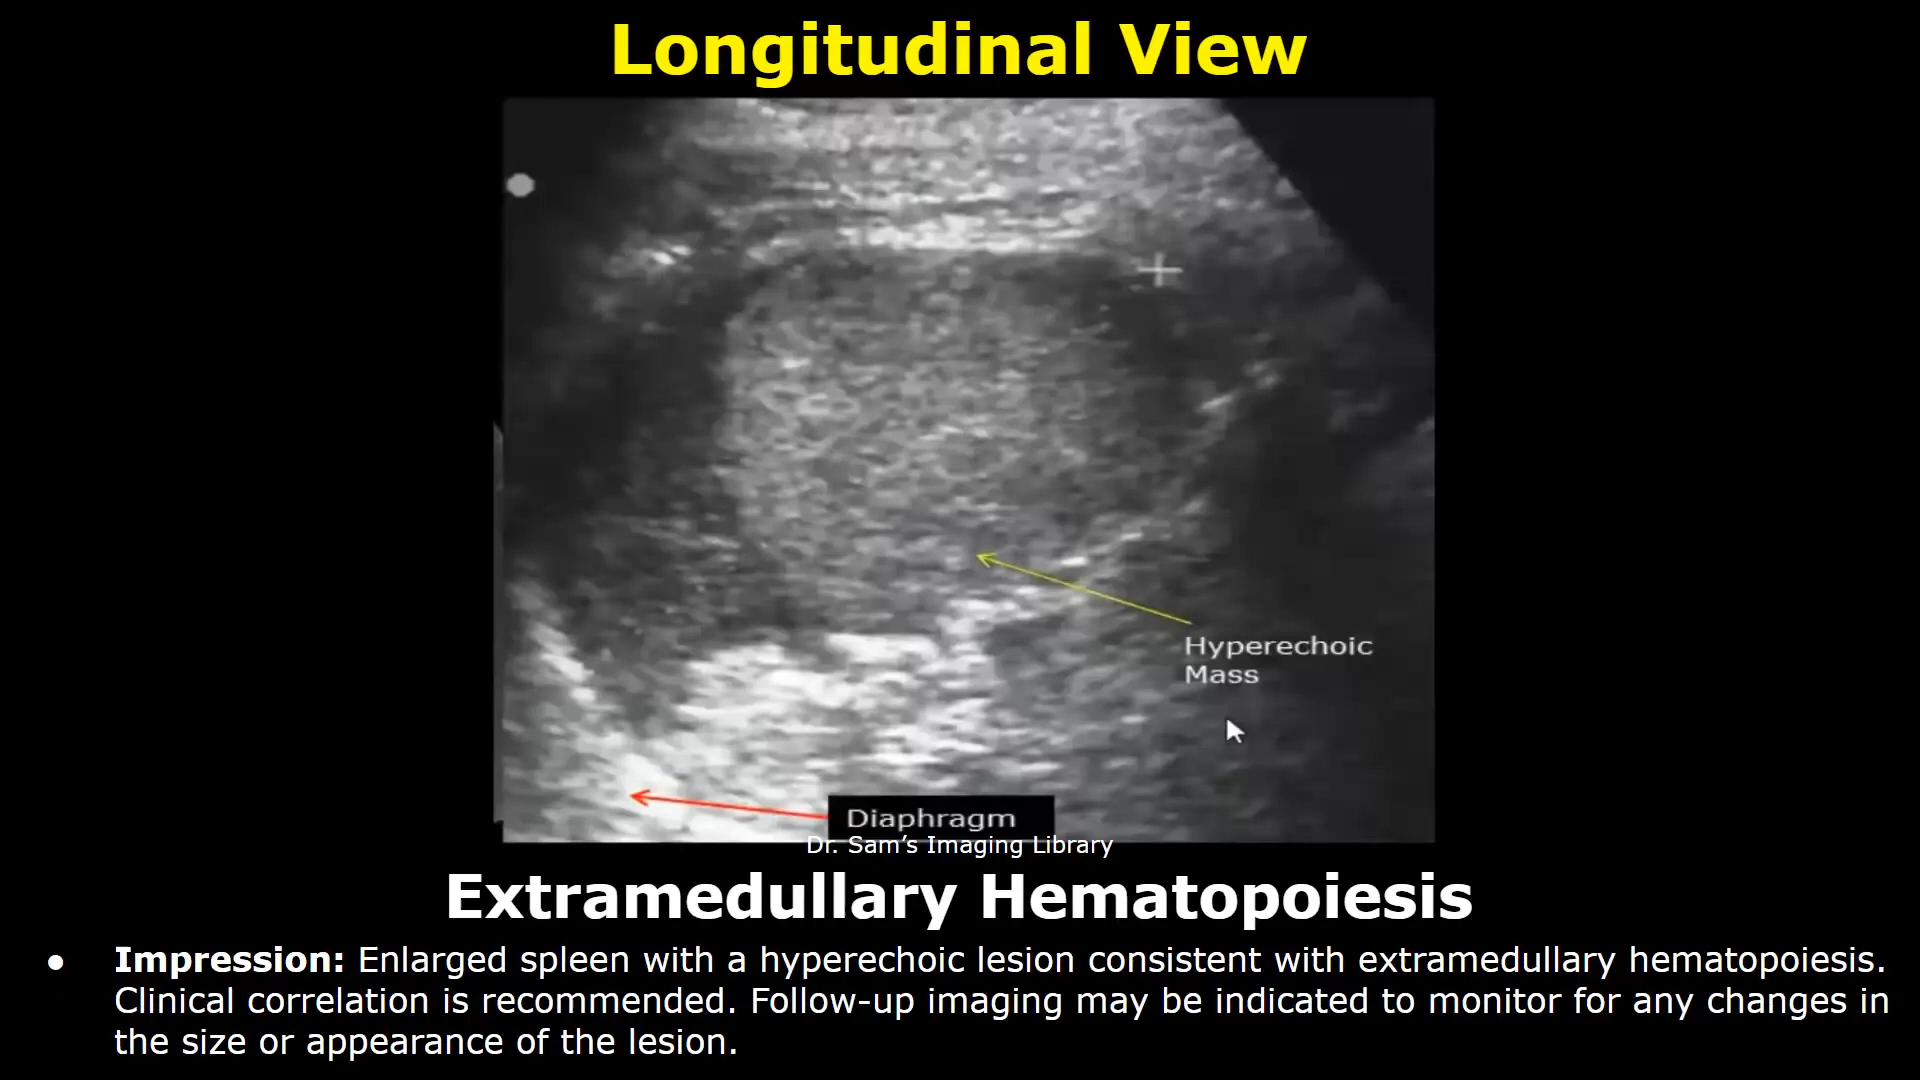 Longitudinal View
Hyperechoic
Mass
Diaphragm
Dr. Sam’s Imaging Library
Extramedullary Hematopoiesis
● Impression: Enlarged spleen with a hyperechoic lesion consistent with extramedullary hematopoiesis.
Clinical correlation is recommended. Follow-up imaging may be indicated to monitor for any changes in
the size or appearance of the lesion.